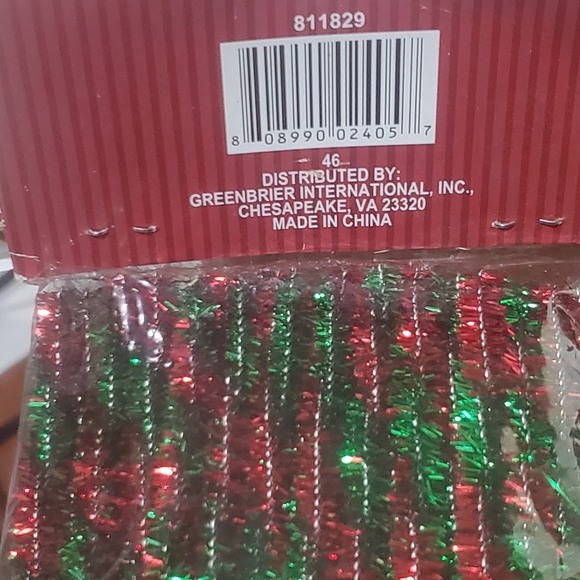 811829
8 08990 02405 7
46
DISTRIBUTED BY:
GREENBRIER INTERNATIONAL, INC.,
CHESAPEAKE, VA 23320
MADE IN CHINA